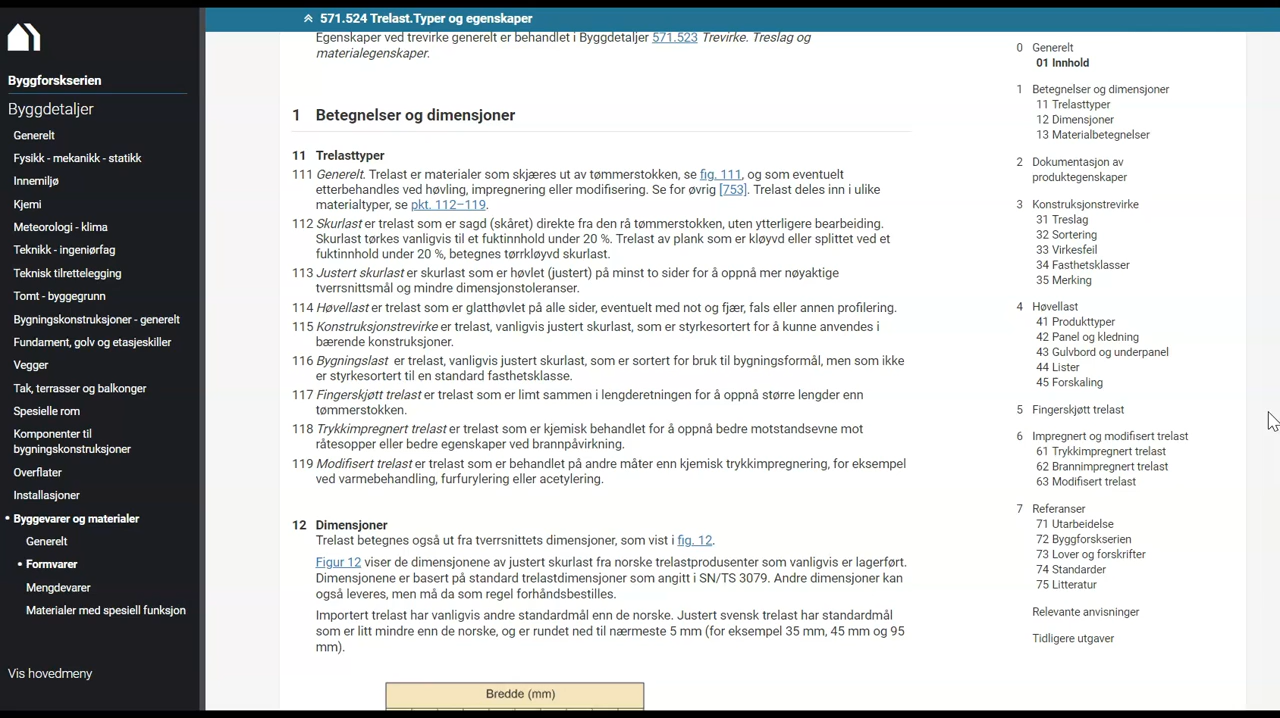 571.524 Trelast.Typer og egenskaper
Byggforskserien
Byggdetaljer
Generelt
Fysikk - mekanikk - statikk
Innemiljø
Kjemi
Meteorologi - klima
Teknikk - ingeniørfag
Teknisk tilrettelegging
Tomt - byggegrunn
Bygningskonstruksjoner - generelt
Fundament, golv og etasjeskiller
Vegger
Tak, terrasser og balkonger
Spesielle rom
Komponenter til
bygningskonstruksjoner
Overflater
Installasjoner
• Byggevarer og materialer
Generelt
• Formvarer
Mengdevarer
Materialer med spesiell funksjon
Vis hovedmeny
Egenskaper ved trevirke generelt er behandlet i Byggdetaljer 571.523 Trevirke. Treslag og
materialegenskaper.
1 Betegnelser og dimensjoner
11 Trelasttyper
111 Generelt. Trelast er materialer som skjæres ut av tømmerstokken, se fig. 111, og som eventuelt
etterbehandles ved høvling, impregnering eller modifisering. Se for øvrig [753]. Trelast deles inn i ulike
materialtyper, se pkt. 112–119.
112 Skurlast er trelast som er sagd (skåret) direkte fra den rå tømmerstokken, uten ytterligere bearbeiding.
Skurlast tørkes vanligvis til et fuktinnhold under 20 %. Trelast av plank som er kløyvd eller splittet ved et
fuktinnhold under 20 %, betegnes tørrkløyvd skurlast.
113 Justert skurlast er skurlast som er høvlet (justert) på minst to sider for å oppnå mer nøyaktige
tverrsnittsmål og mindre dimensjonstoleranser.
114 Høvellast er trelast som er glatthøvlet på alle sider, eventuelt med not og fjær, fals eller annen profilering.
115 Konstruksjonstrevirke er trelast, vanligvis justert skurlast, som er styrkesortert for å kunne anvendes i
bærende konstruksjoner.
116 Bygningslast er trelast, vanligvis justert skurlast, som er sortert for bruk til bygningsformål, men som ikke
er styrkesortert til en standard fasthetsklasse.
117 Fingerskjøtt trelast er trelast som er limt sammen i lengderetningen for å oppnå større lengder enn
tømmerstokken.
118 Trykkimpregnert trelast er trelast som er kjemisk behandlet for å oppnå bedre motstandsevne mot
råtesopper eller bedre egenskaper ved brannpåvirkning.
119 Modifisert trelast er trelast som er behandlet på andre måter enn kjemisk trykkimpregnering, for eksempel
ved varmebehandling, furfurylering eller acetylering.
12 Dimensjoner
Trelast betegnes også ut fra tverrsnittets dimensjoner, som vist i fig. 12.
Figur 12 viser de dimensjonene av justert skurlast fra norske trelastprodusenter som vanligvis er lagerført.
Dimensjonene er basert på standard trelastdimensjoner som angitt i SN/TS 3079. Andre dimensjoner kan
også leveres, men må da som regel forhåndsbestilles.
Importert trelast har vanligvis andre standardmål enn de norske. Justert svensk trelast har standardmål
som er litt mindre enn de norske, og er rundet ned til nærmeste 5 mm (for eksempel 35 mm, 45 mm og 95
mm).
Bredde (mm)
0 Generelt
01 Innhold
1 Betegnelser og dimensjoner
11 Trelasttyper
12 Dimensjoner
13 Materialbetegnelser
2 Dokumentasjon av
produktegenskaper
3 Konstruksjonstrevirke
31 Treslag
32 Sortering
33 Virkesfeil
34 Fasthetsklasser
35 Merking
4 Høvellast
41 Produkttyper
42 Panel og kledning
43 Gulvbord og underpanel
44 Lister
45 Forskaling
5 Fingerskjøtt trelast
6 Impregnert og modifisert trelast
61 Trykkimpregnert trelast
62 Brannimpregnert trelast
63 Modifisert trelast
7 Referanser
71 Utarbeidelse
72 Byggforskserien
73 Lover og forskrifter
74 Standarder
75 Litteratur
Relevante anvisninger
Tidligere utgaver